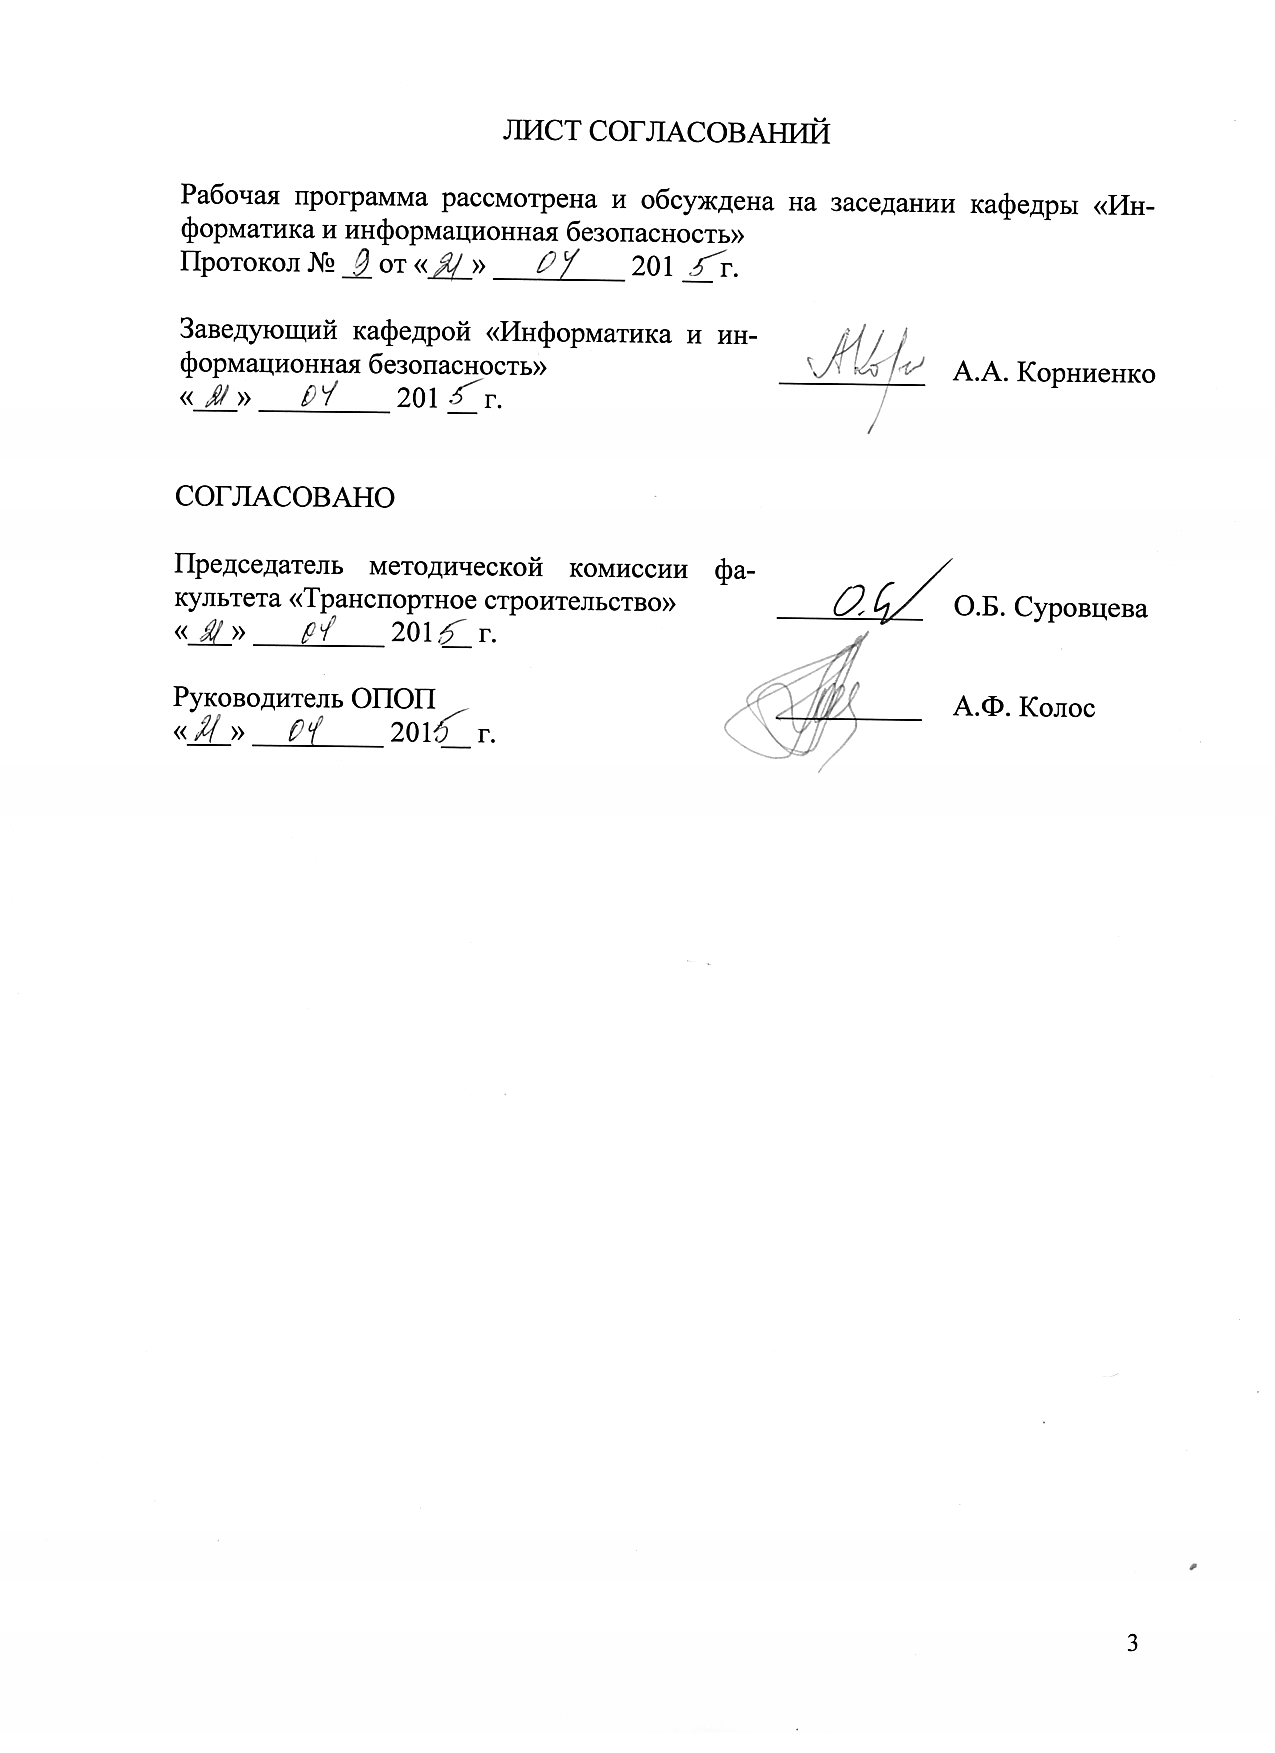 ЛИСТ СОГЛАСОВАНИЙ
Рабочая программа рассмотрена и обсуждена на заседании кафедры «Ин-
форматика и информационная безопасность»
Протокол № 9 от «21» 04 2015 г.
Заведующий кафедрой «Информатика и ин-
формационная безопасность»
«21» 04 2015 г.
А.А. Корниенко
СОГЛАСОВАНО
Председатель методической комиссии фа-
культета «Транспортное строительство»
«21» 04 2015 г.
О.Б. Суровцева
Руководитель ОПОП
«21» 04 2015 г.
А.Ф. Колос
3